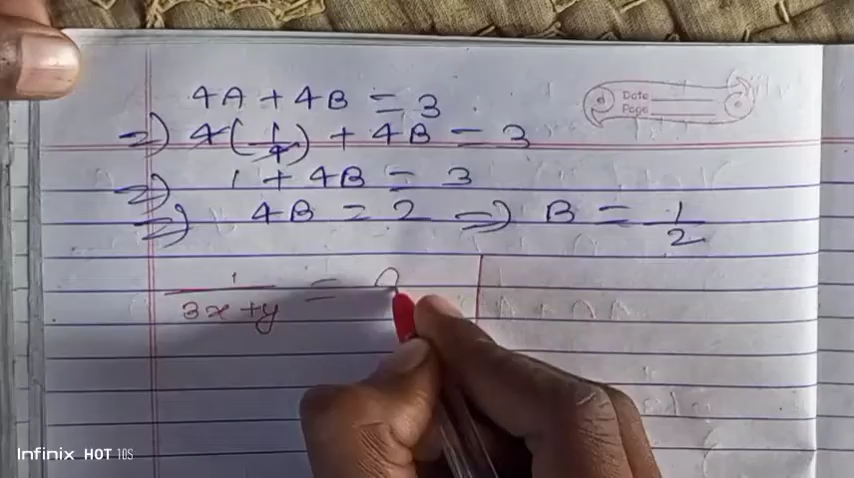 4A + 4B = 3
Date
Page
=> 4(1/4) + 4B = 3
=> 1 + 4B = 3
=> 4B = 2 => B = 1/2
1/(3x+y) =
Infinix HOT 10S